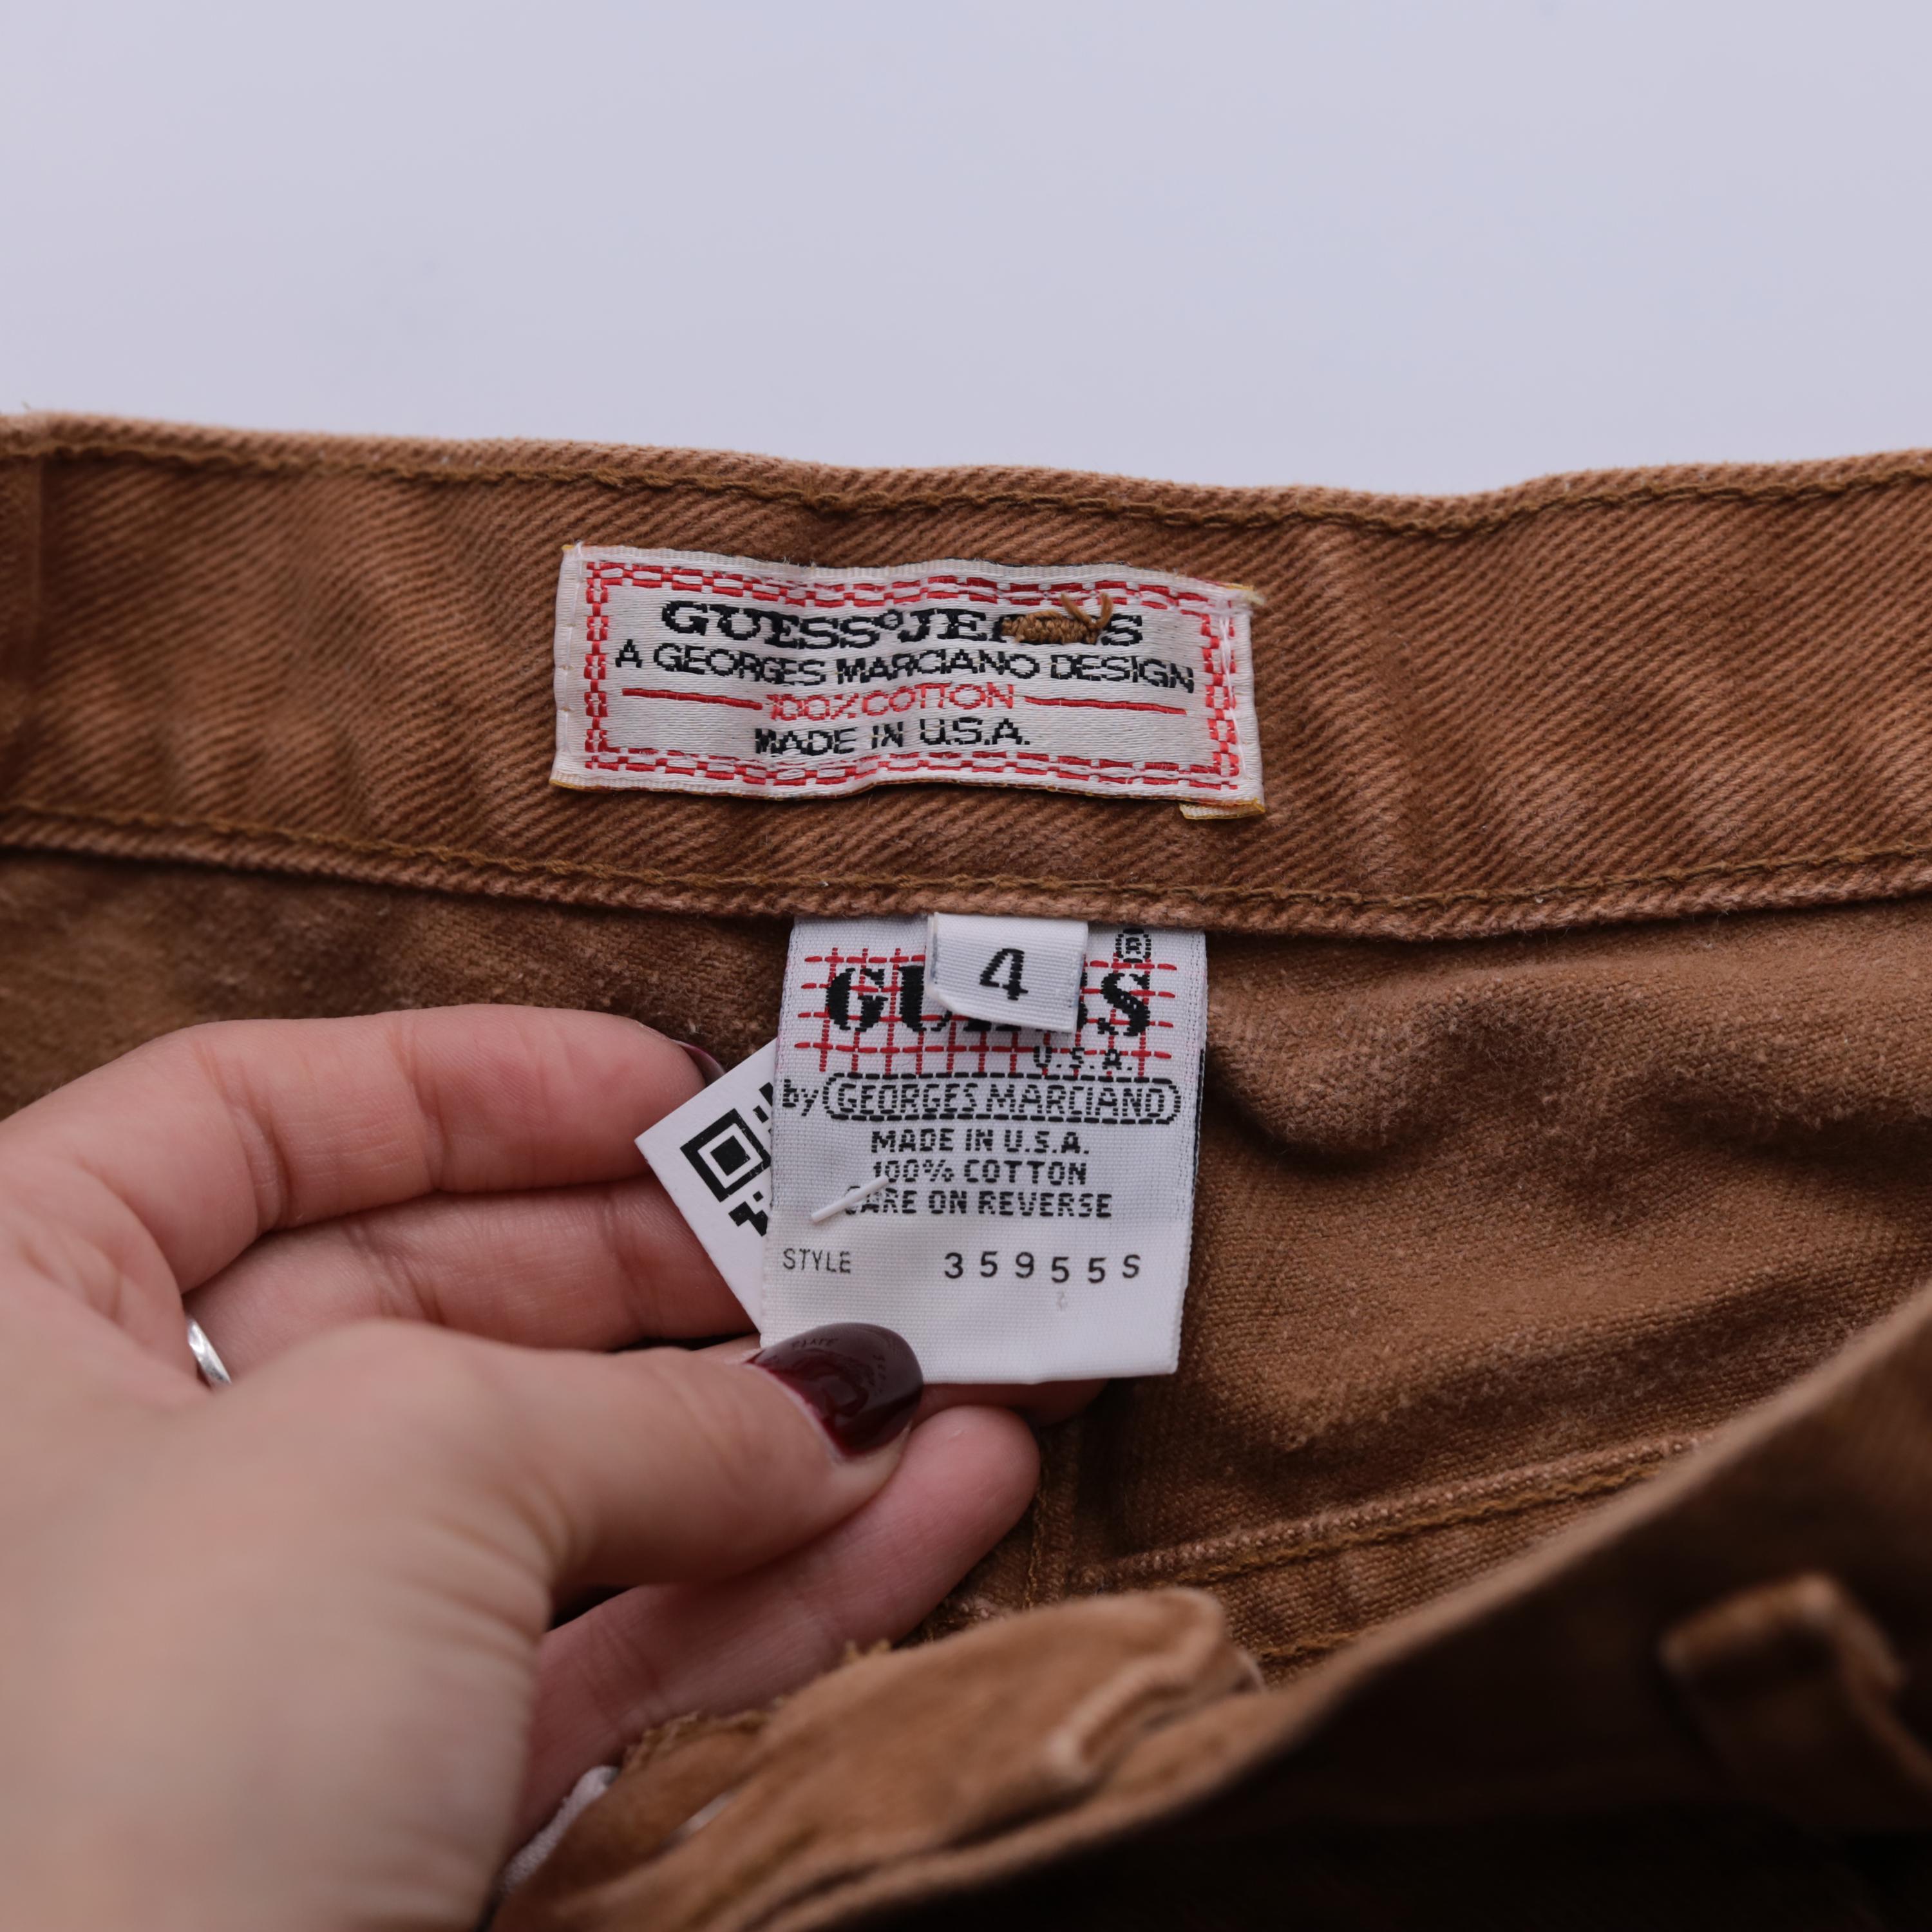 GUESS JEANS
A GEORGES MARCIANO DESIGN
100% COTTON
MADE IN U.S.A.
4
GUESS ®
U.S.A.
by GEORGES MARCIANO
MADE IN U.S.A.
100% COTTON
CARE ON REVERSE
STYLE 35955S